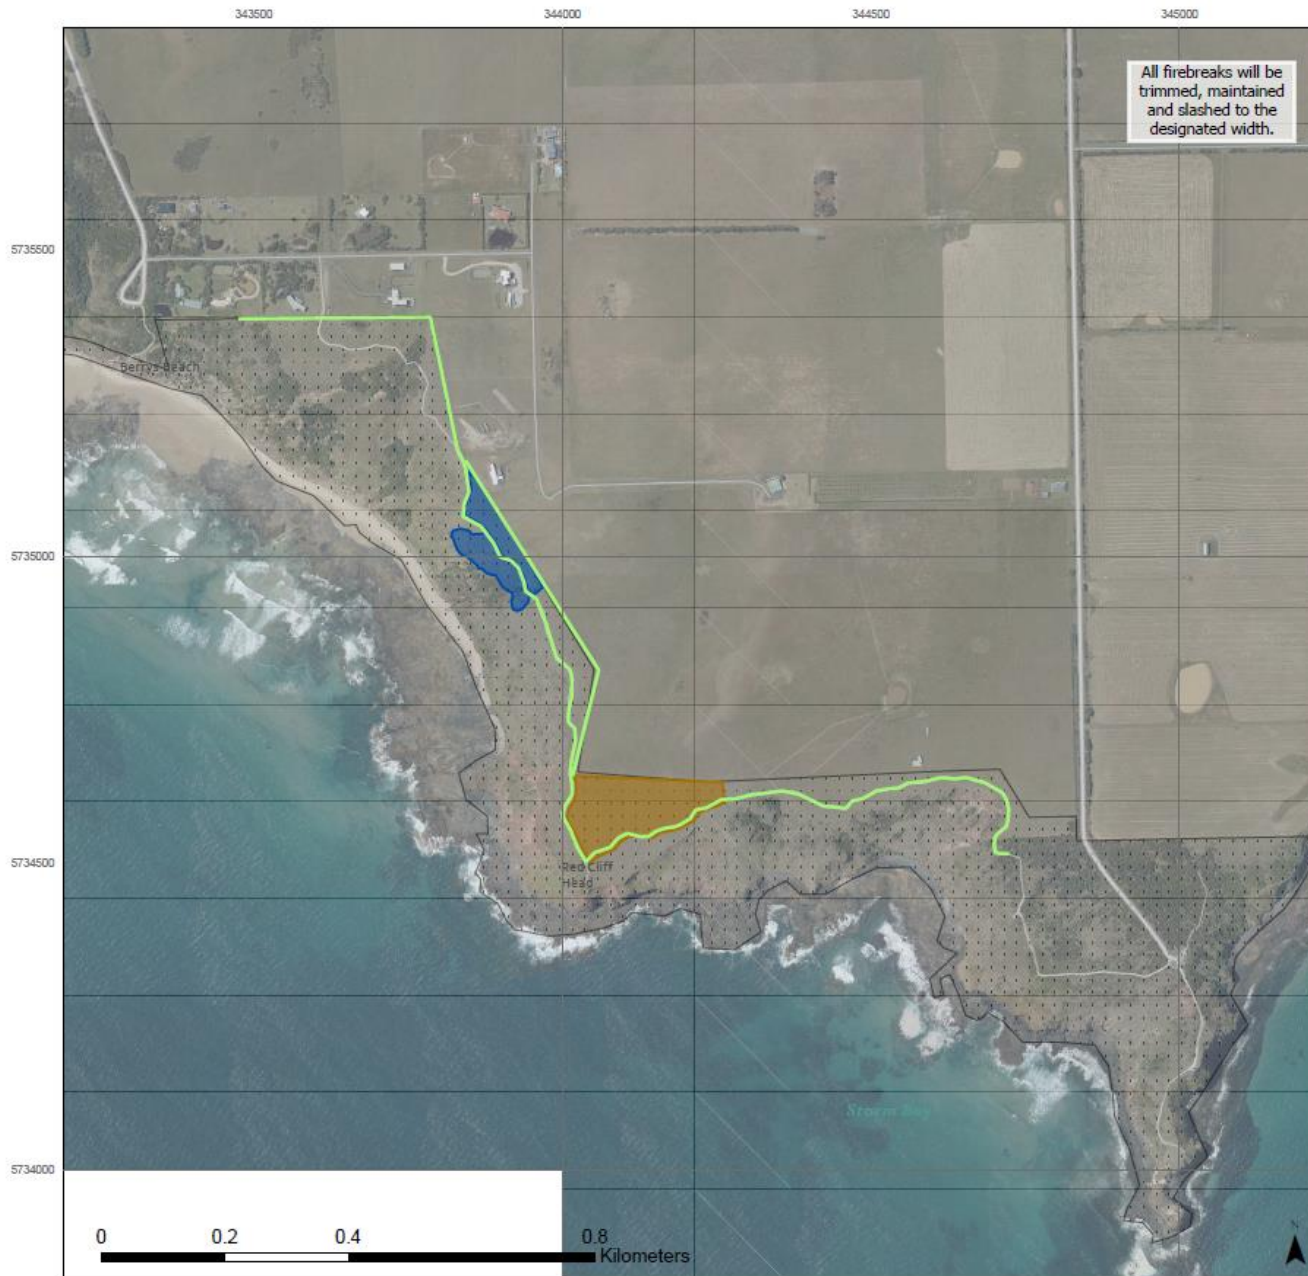 343500
344000
344500
345000
All firebreaks will be
trimmed, maintained
and slashed to the
designated width.
5735500
Berrys Beach
5735000
5734500
Red Cliff
Head
Storm Bay
5734000
0
0.2
0.4
0.8
Kilometers
N